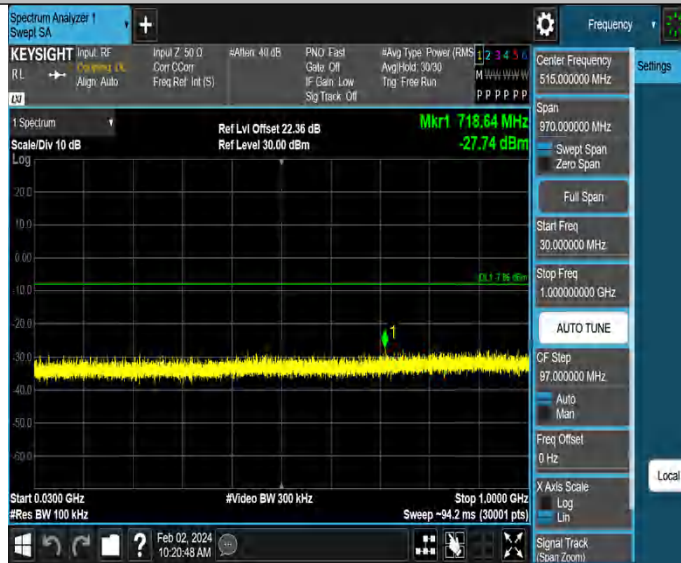 Spectrum Analyzer 1
Swept SA
Frequency
KEYSIGHT
RL
Input: RF
Coupling: DC
Align: Auto
Input Z: 50 Ω
Corr CCorr
Freq Ref: Int (S)
#Atten: 40 dB
PNO: Fast
Gate: Off
IF Gain: Low
Sig Track: Off
#Avg Type: Power (RMS
Avg|Hold: 30/30
Trig: Free Run
1 2 3 4 5 6
M W W W W W
P P P P P P
LXI
1 Spectrum
Scale/Div 10 dB
Ref Lvl Offset 22.36 dB
Ref Level 30.00 dBm
Mkr1 718.64 MHz
-27.74 dBm
Log
20.0
10.0
0.00
-10.0
-20.0
-30.0
-40.0
-50.0
-60.0
1
Start 0.0300 GHz
#Res BW 100 kHz
#Video BW 300 kHz
Stop 1.0000 GHz
Sweep ~94.2 ms (30001 pts)
Feb 02, 2024
10:20:48 AM
Center Frequency
515.000000 MHz
Settings
Span
970.000000 MHz
Swept Span
Zero Span
Full Span
Start Freq
30.000000 MHz
Stop Freq
1.000000000 GHz
AUTO TUNE
CF Step
97.000000 MHz
Auto
Man
Freq Offset
0 Hz
X Axis Scale
Log
Lin
Local
Signal Track
(Span Zoom)